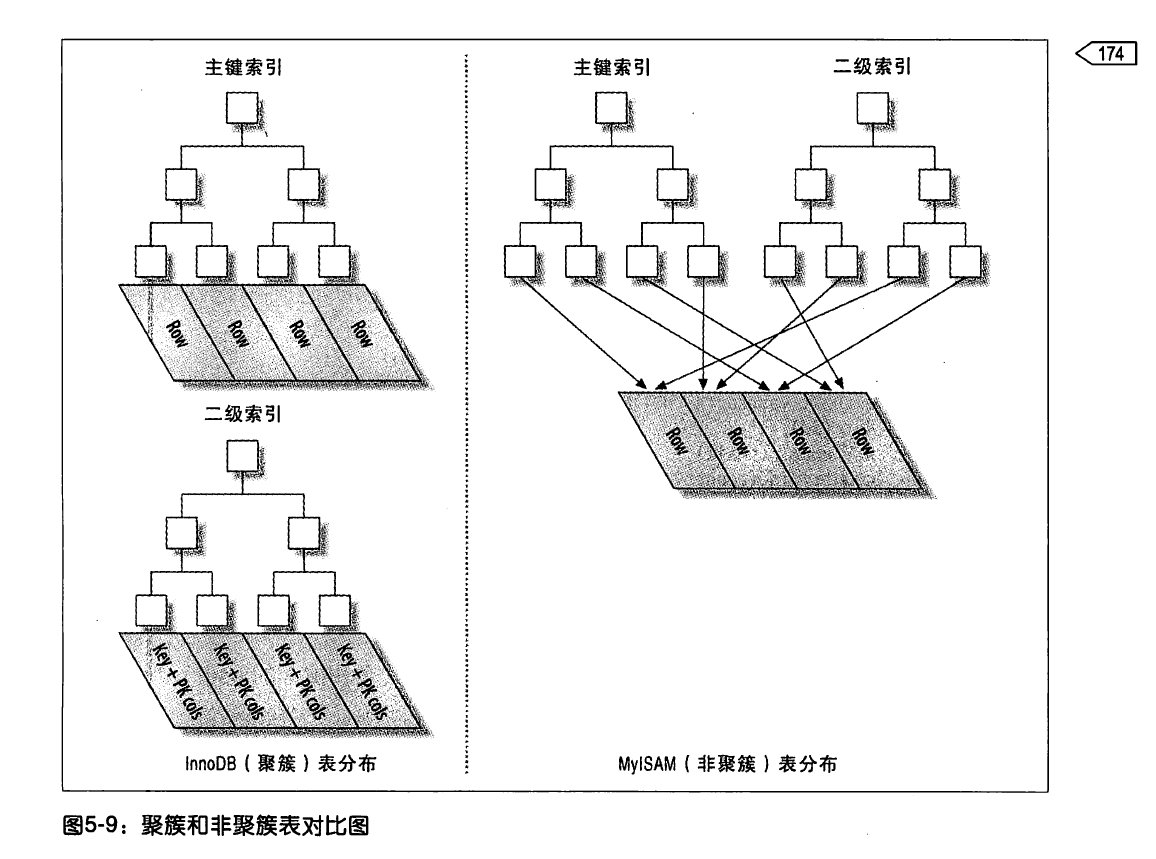 174
主键索引
Row
Row
Row
Row
二级索引
Key + PK cols
Key + PK cols
Key + PK cols
Key + PK cols
InnoDB ( 聚簇 ) 表分布
主键索引
二级索引
Row
Row
Row
Row
MyISAM ( 非聚簇 ) 表分布
图5-9：聚簇和非聚簇表对比图